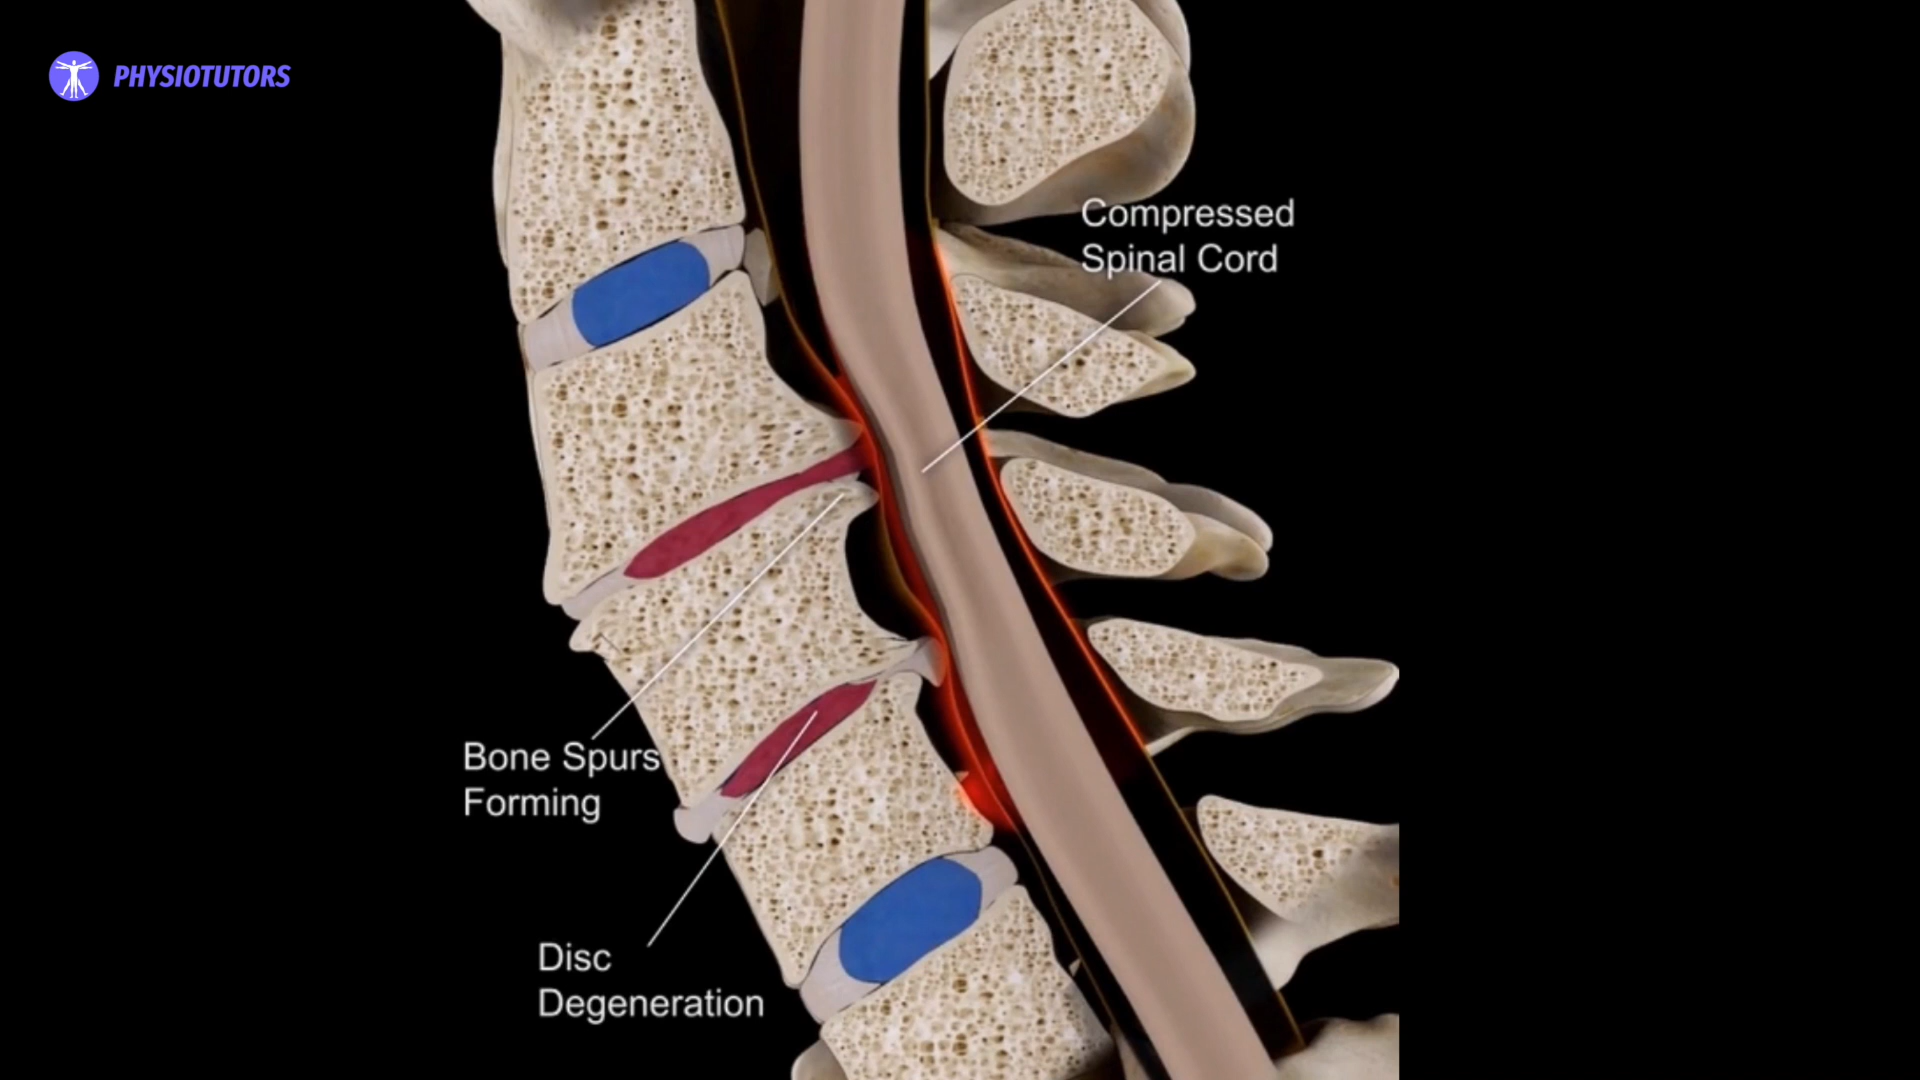 PHYSIOTUTORS
Compressed
Spinal Cord
Bone Spurs
Forming
Disc
Degeneration